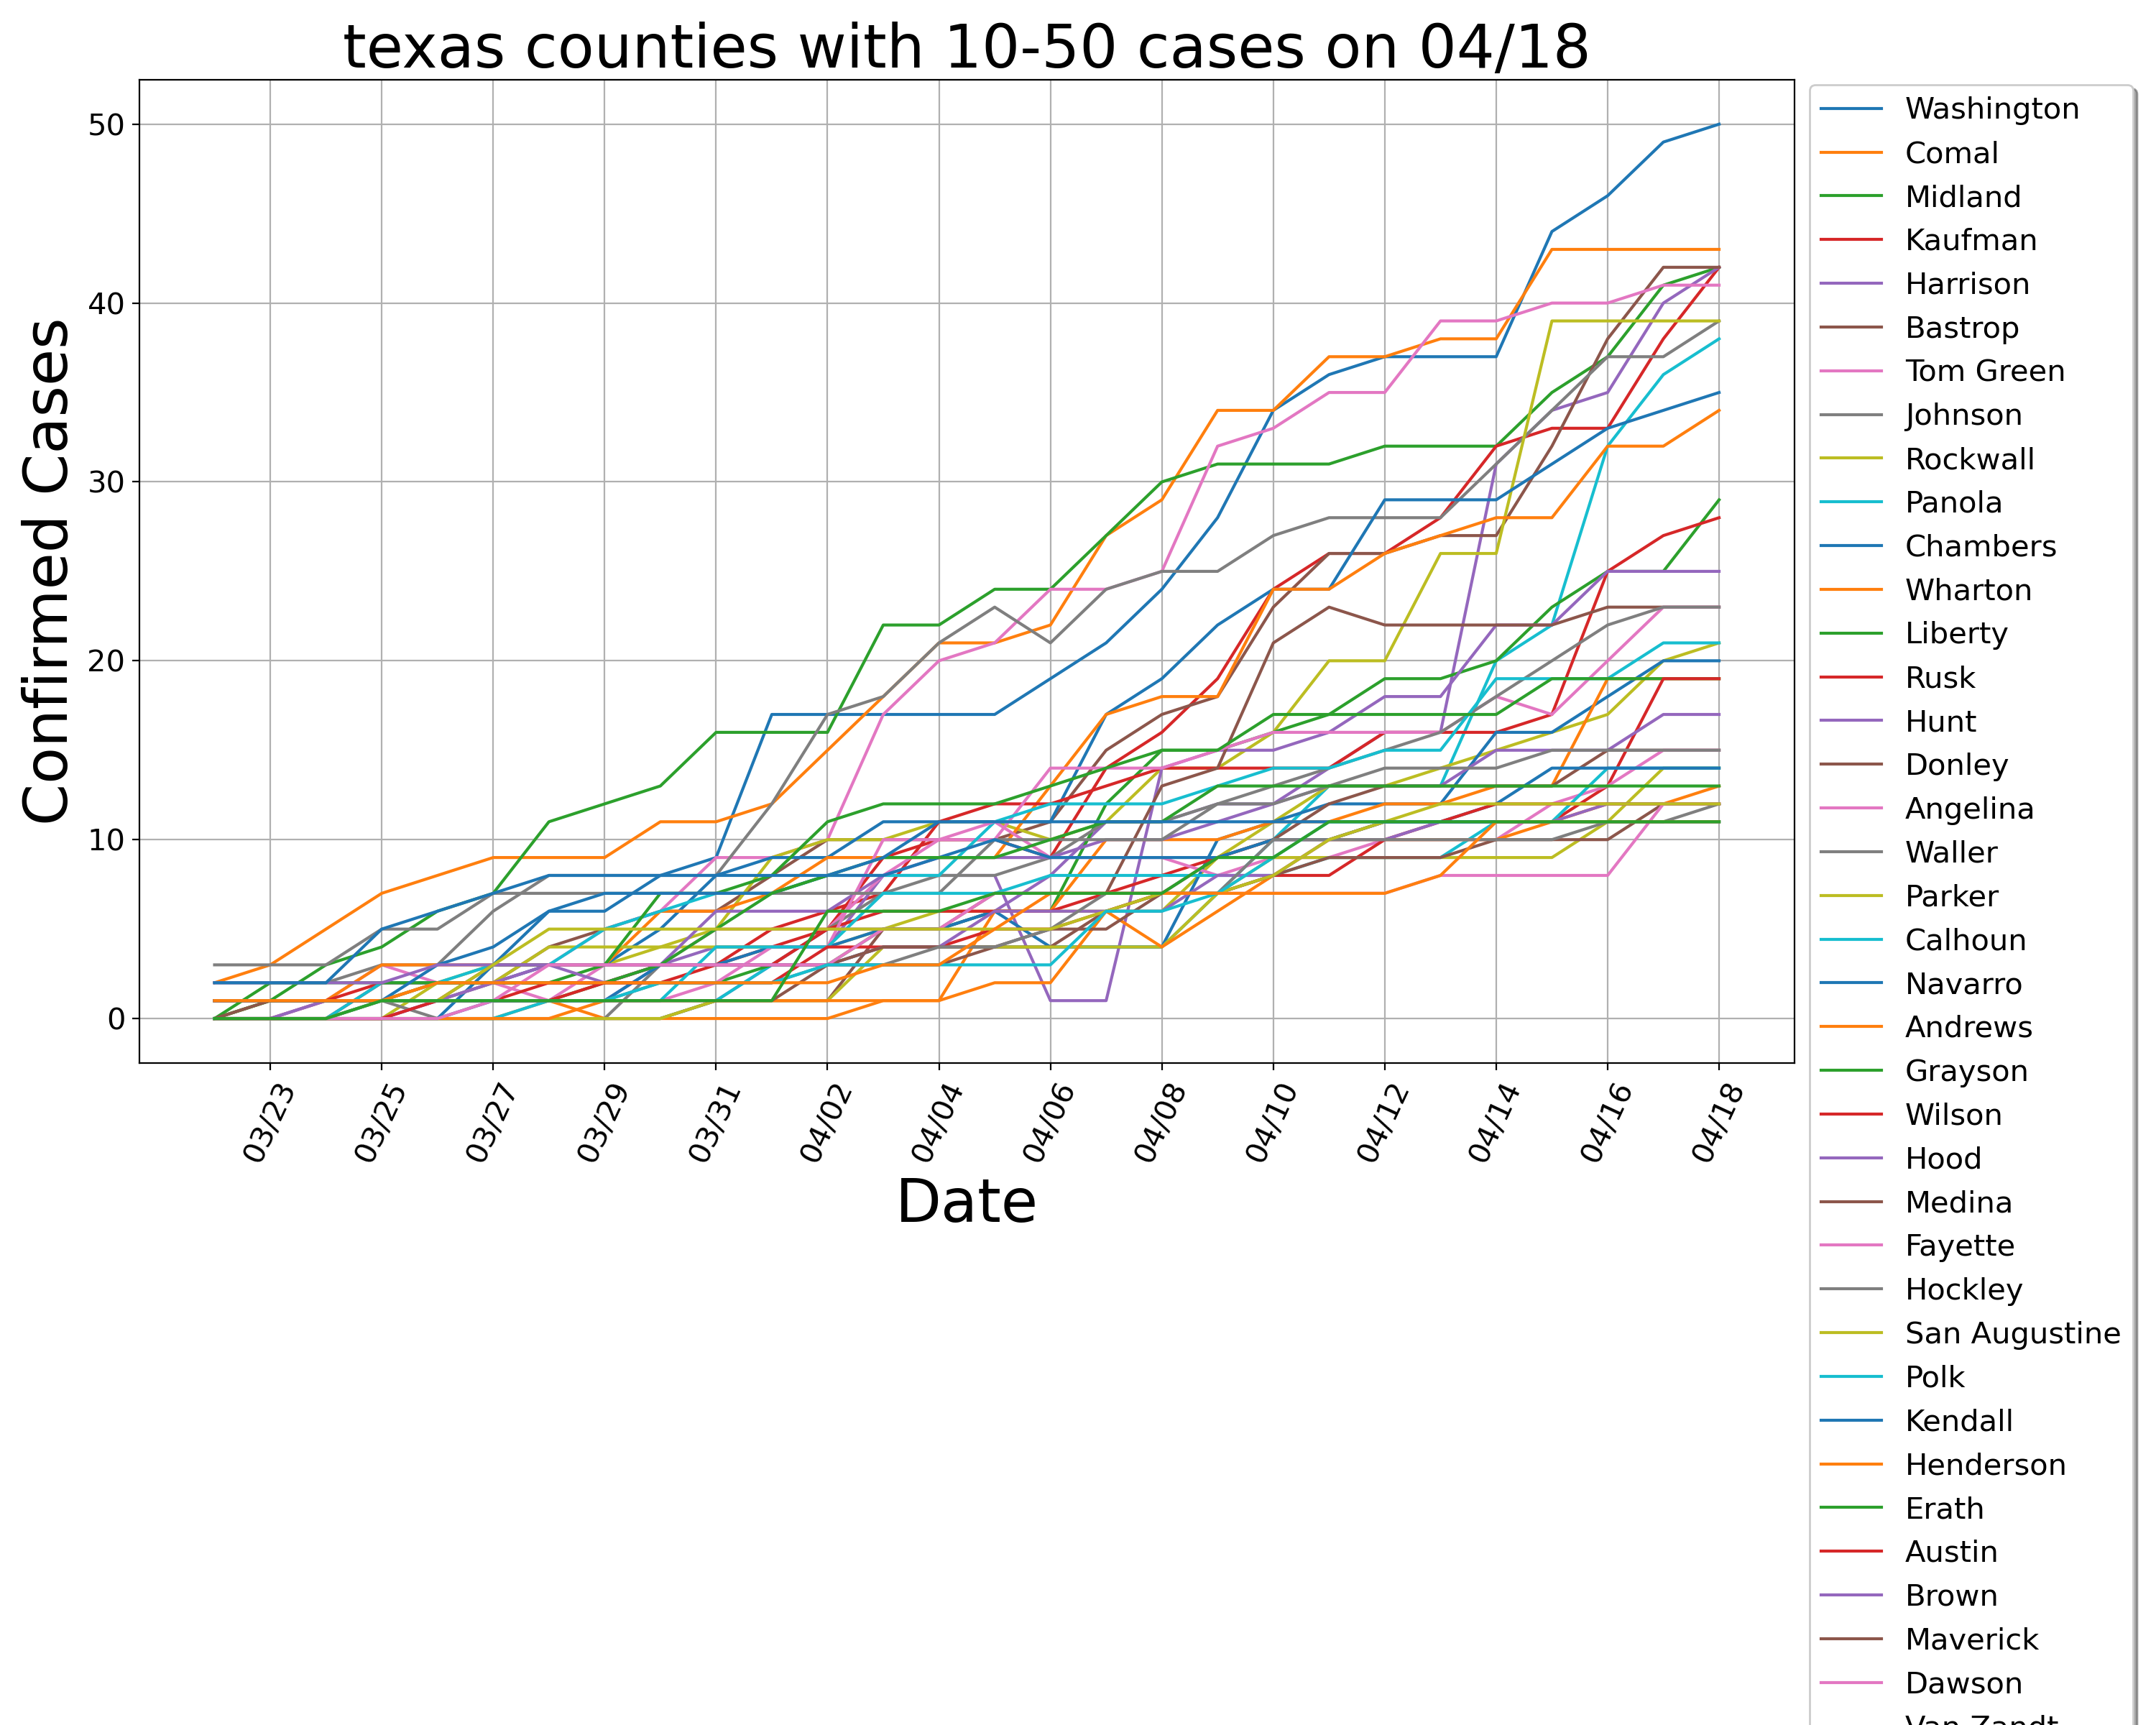 texas counties with 10-50 cases on 04/18
Confirmed Cases
50
40
30
20
10
0
03/23
03/25
03/27
03/29
03/31
04/02
04/04
04/06
04/08
04/10
04/12
04/14
04/16
04/18
Date
Washington
Comal
Midland
Kaufman
Harrison
Bastrop
Tom Green
Johnson
Rockwall
Panola
Chambers
Wharton
Liberty
Rusk
Hunt
Donley
Angelina
Waller
Parker
Calhoun
Navarro
Andrews
Grayson
Wilson
Hood
Medina
Fayette
Hockley
San Augustine
Polk
Kendall
Henderson
Erath
Austin
Brown
Maverick
Dawson
Van Zandt